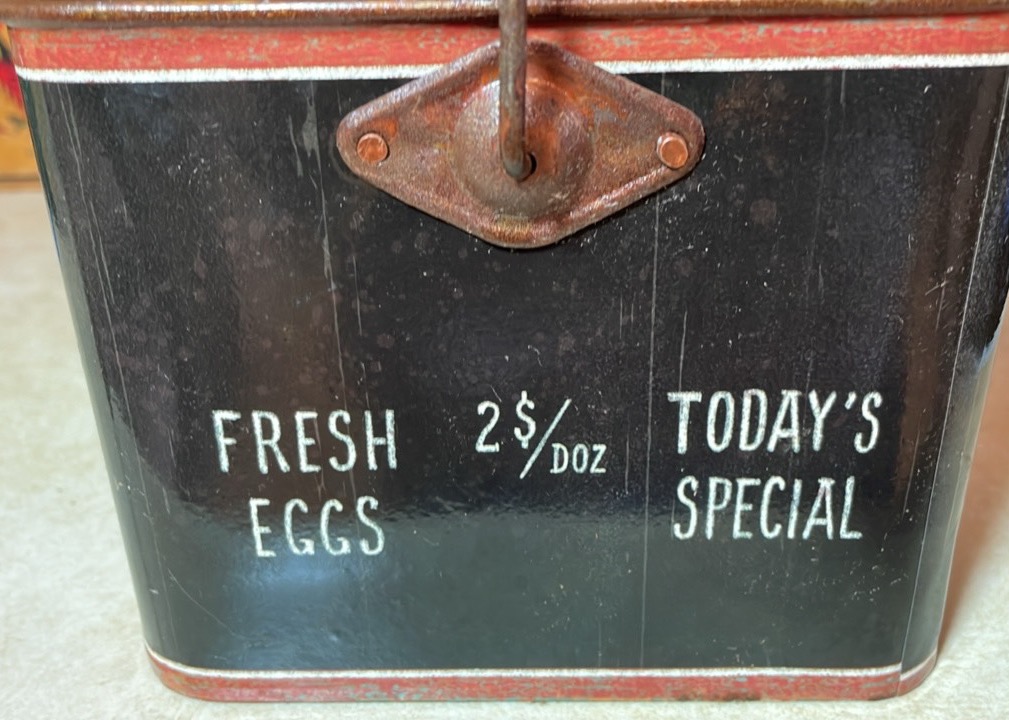 FRESH
EGGS
2$/DOZ
TODAY'S
SPECIAL